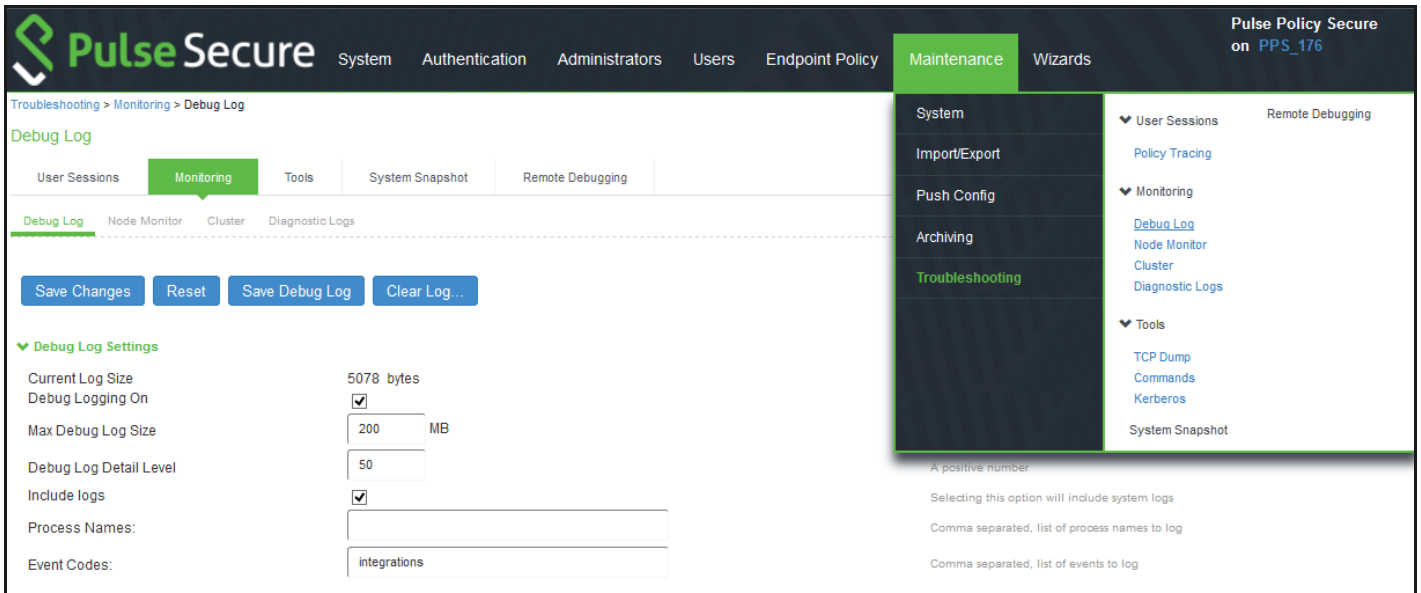 Pulse Secure
System Authentication Administrators Users Endpoint Policy Maintenance Wizards
Pulse Policy Secure
on PPS_176
Troubleshooting > Monitoring > Debug Log
Debug Log
User Sessions Monitoring Tools System Snapshot Remote Debugging
Debug Log Node Monitor Cluster Diagnostic Logs
Save Changes Reset Save Debug Log Clear Log...
Debug Log Settings
Current Log Size 5078 bytes
Debug Logging On
Max Debug Log Size 200 MB
Debug Log Detail Level 50 A positive number
Include logs Selecting this option will include system logs
Process Names: Comma separated, list of process names to log
Event Codes: integrations Comma separated, list of events to log
System
Import/Export
Push Config
Archiving
Troubleshooting
User Sessions
Policy Tracing
Monitoring
Debug Log
Node Monitor
Cluster
Diagnostic Logs
Tools
TCP Dump
Commands
Kerberos
System Snapshot
Remote Debugging